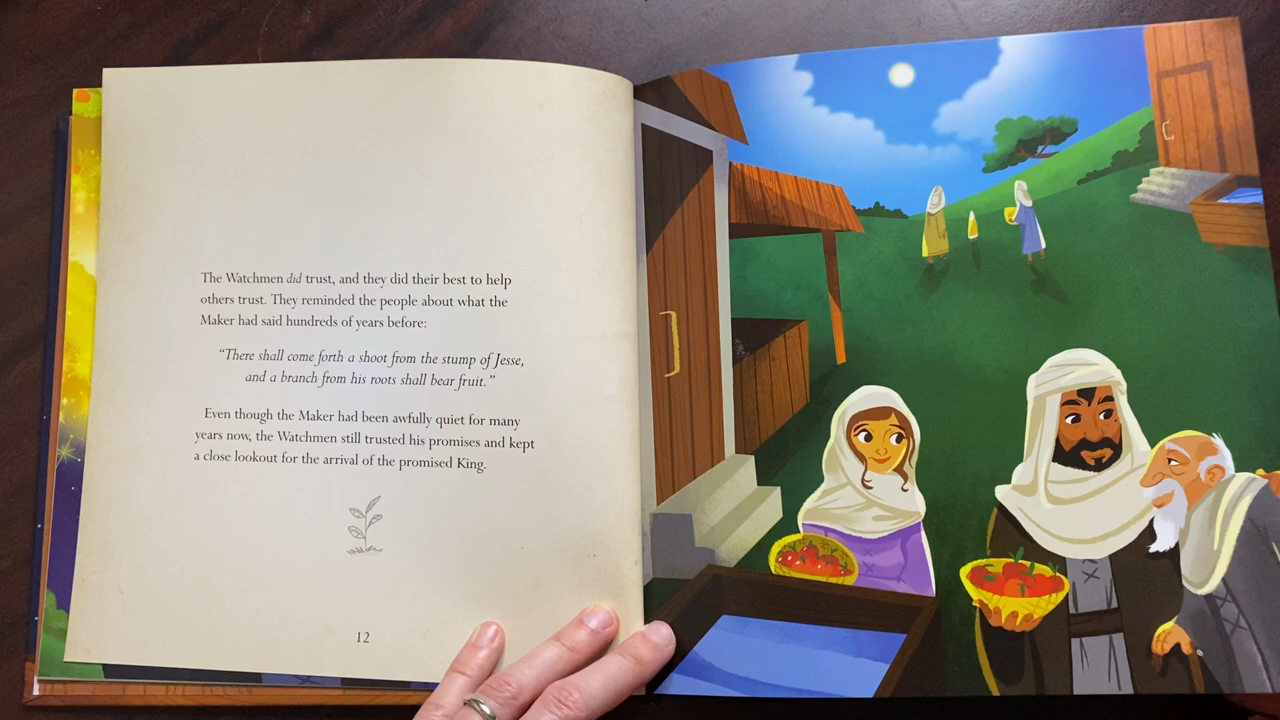 The Watchmen did trust, and they did their best to help
others trust. They reminded the people about what the
Maker had said hundreds of years before:
“There shall come forth a shoot from the stump of Jesse,
and a branch from his roots shall bear fruit.”
Even though the Maker had been awfully quiet for many
years now, the Watchmen still trusted his promises and kept
a close lookout for the arrival of the promised King.
12